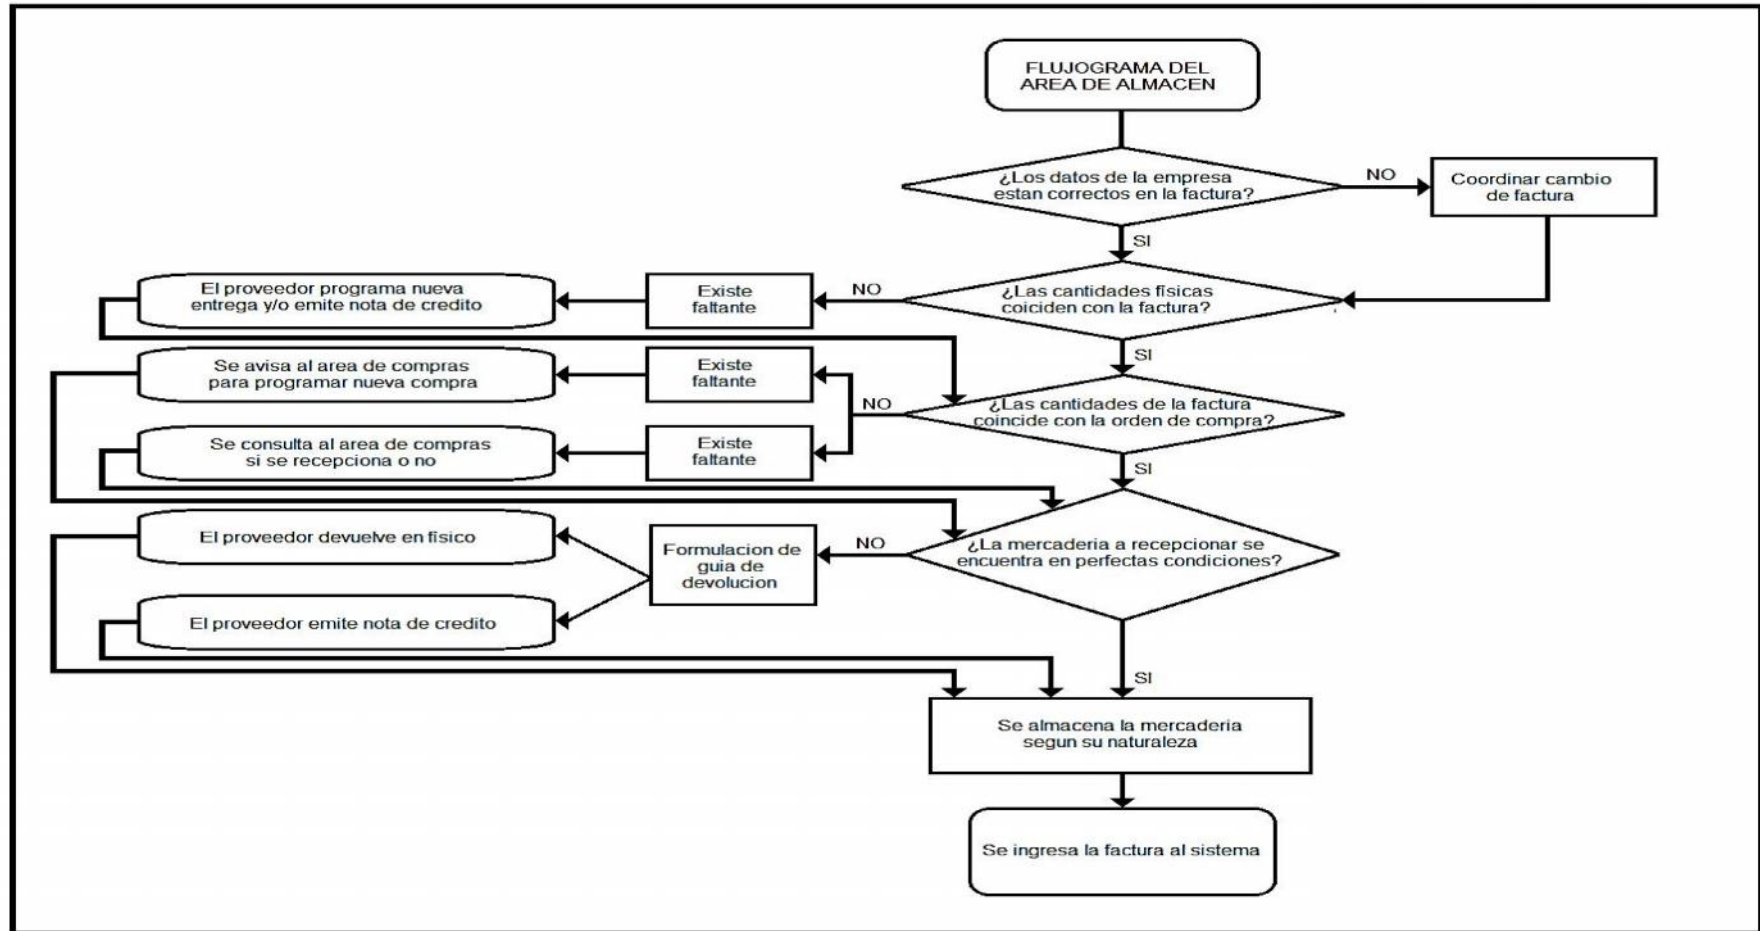 FLUJOGRAMA DEL
AREA DE ALMACEN
¿Los datos de la empresa
estan correctos en la factura?
NO
Coordinar cambio
de factura
SI
El proveedor programa nueva
entrega y/o emite nota de credito
Existe
faltante
NO
¿Las cantidades físicas
coiciden con la factura?
SI
Se avisa al area de compras
para programar nueva compra
Existe
faltante
NO
¿Las cantidades de la factura
coincide con la orden de compra?
Se consulta al area de compras
si se recepciona o no
Existe
faltante
SI
El proveedor devuelve en físico
Formulacion de
guia de
devolucion
NO
¿La mercaderia a recepcionar se
encuentra en perfectas condiciones?
El proveedor emite nota de credito
SI
Se almacena la mercaderia
segun su naturaleza
Se ingresa la factura al sistema